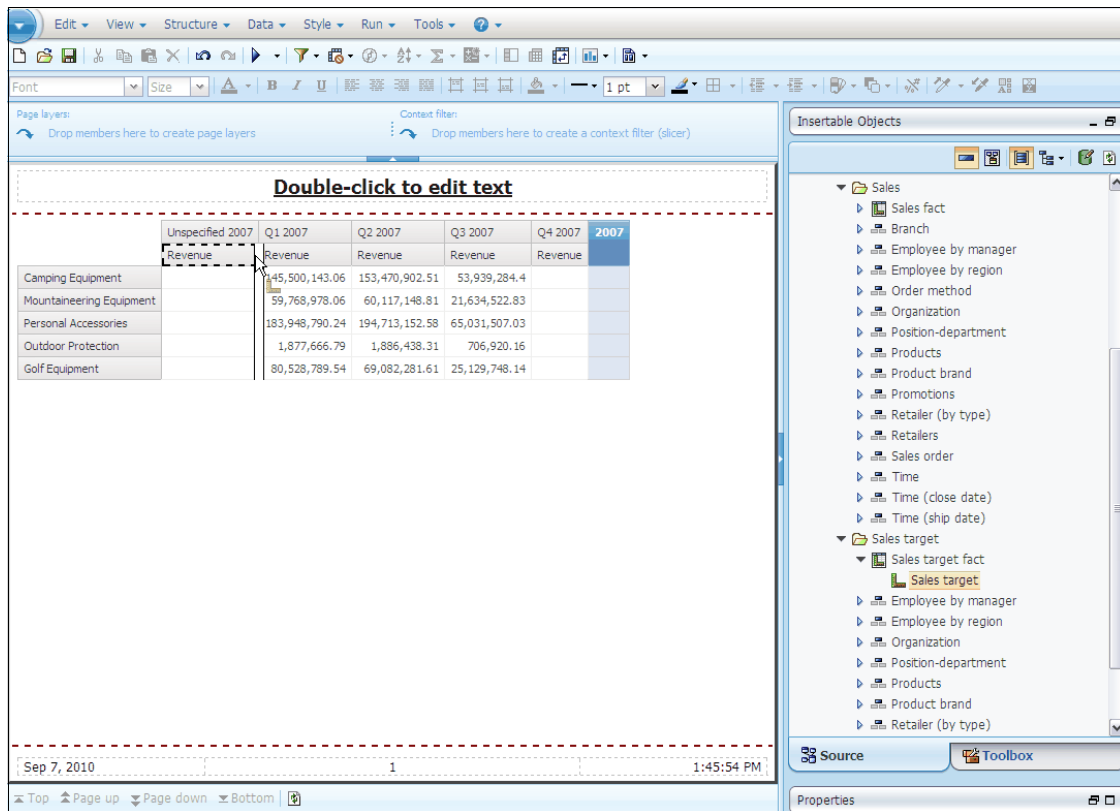 Edit View Structure Data Style Run Tools
Font Size 1 pt
Page layers: Context filter:
Drop members here to create page layers Drop members here to create a context filter (slicer)
Double-click to edit text
Unspecified 2007 Q1 2007 Q2 2007 Q3 2007 Q4 2007 2007
Revenue Revenue Revenue Revenue Revenue
Camping Equipment 145,500,143.06 153,470,902.51 53,939,284.4
Mountaineering Equipment 59,768,978.06 60,117,148.81 21,634,522.83
Personal Accessories 183,948,790.24 194,713,152.58 65,031,507.03
Outdoor Protection 1,877,666.79 1,886,438.31 706,920.16
Golf Equipment 80,528,789.54 69,082,281.61 25,129,748.14
Sep 7, 2010 1 1:45:54 PM
Top Page up Page down Bottom
Insertable Objects
Sales
Sales fact
Branch
Employee by manager
Employee by region
Order method
Organization
Position-department
Products
Product brand
Promotions
Retailer (by type)
Retailers
Sales order
Time
Time (close date)
Time (ship date)
Sales target
Sales target fact
Sales target
Employee by manager
Employee by region
Organization
Position-department
Products
Product brand
Retailer (by type)
Source Toolbox
Properties